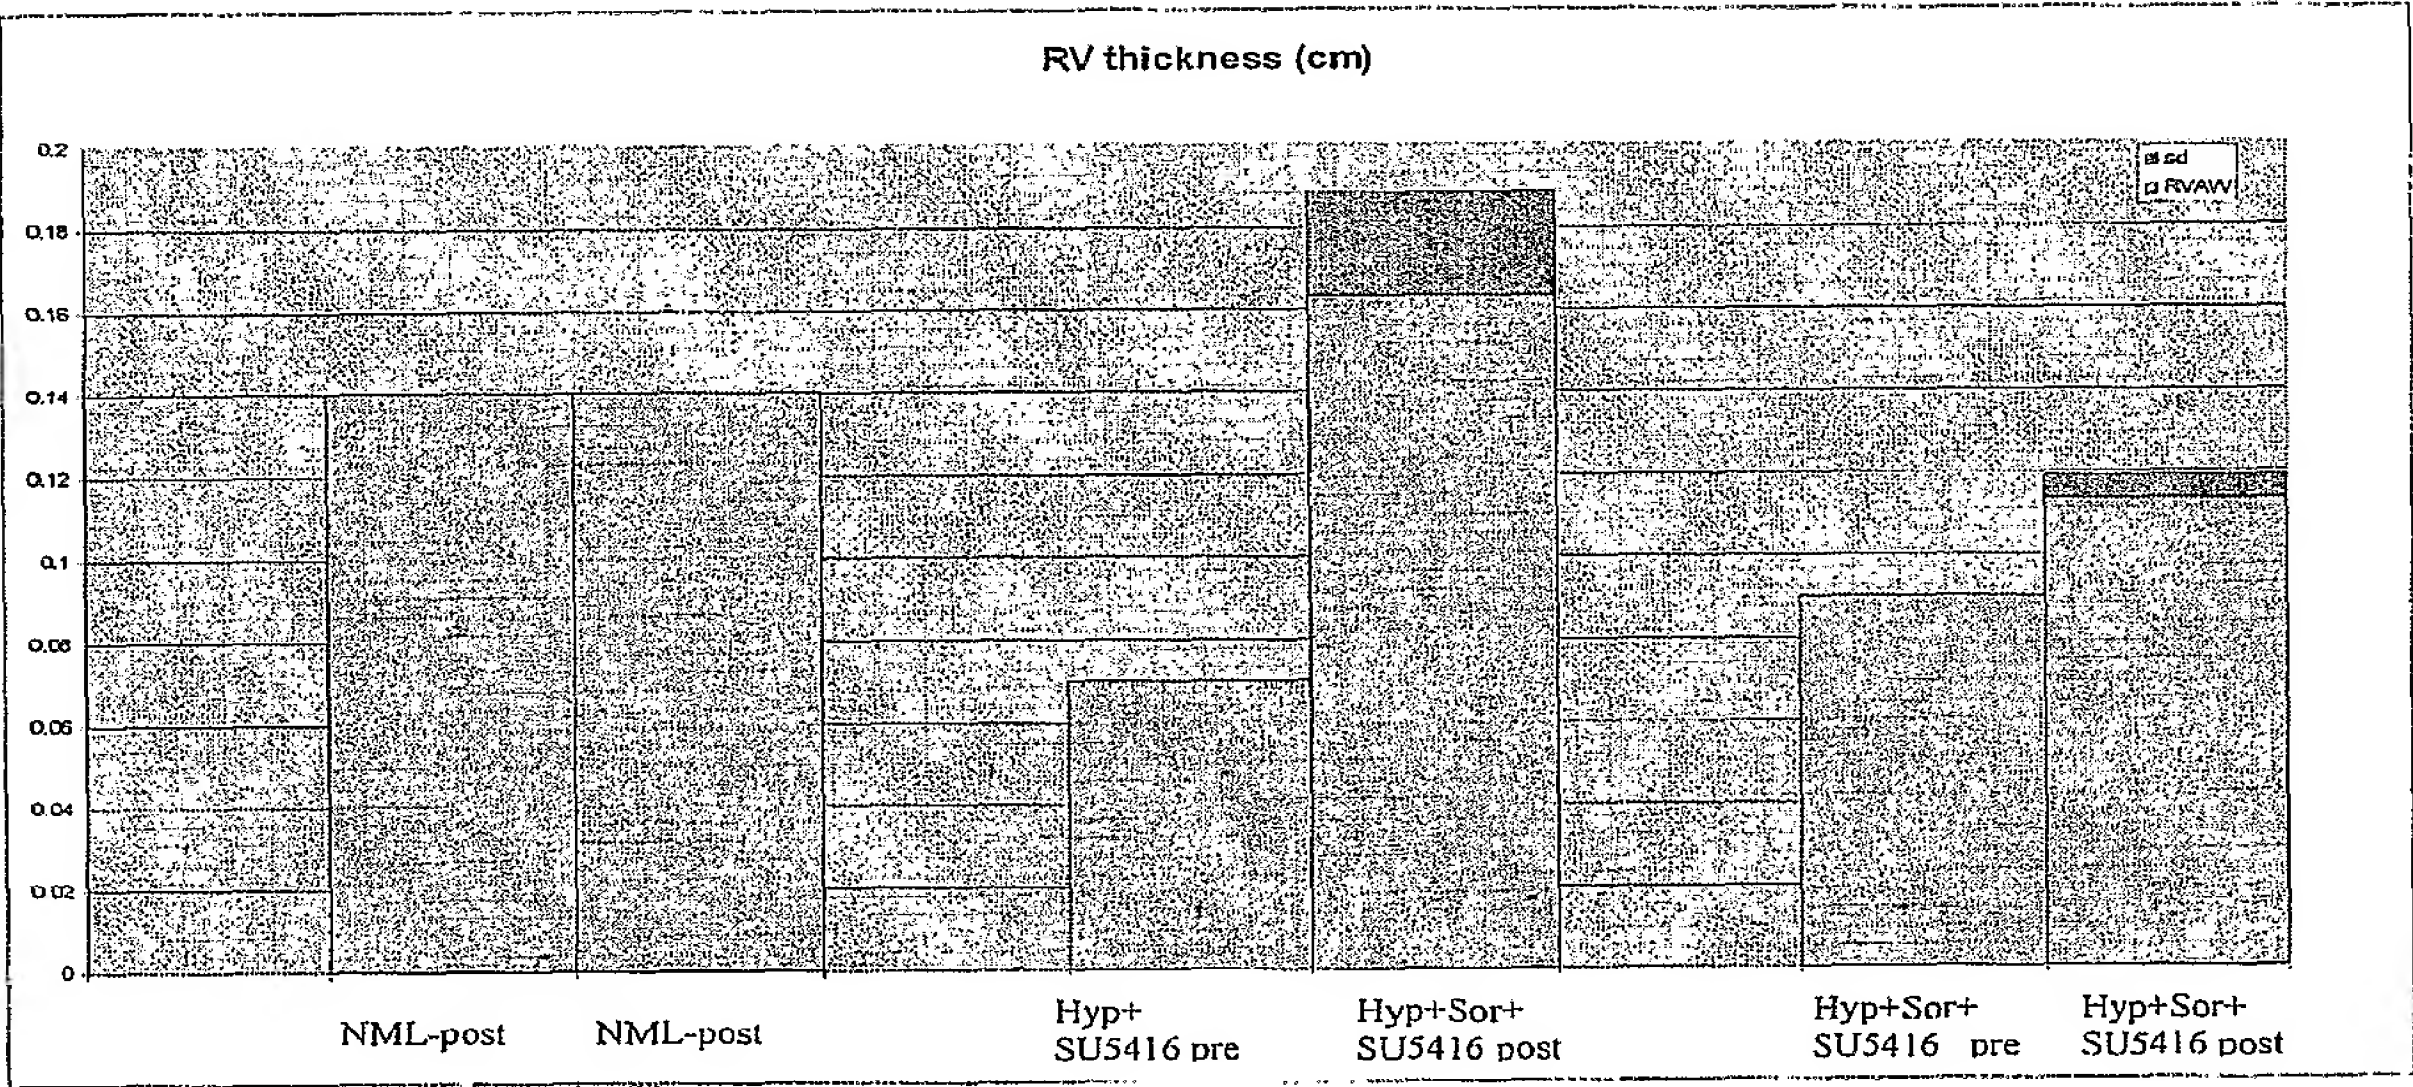 RV thickness (cm)
0.2
sd
RVAW
0.18
0.16
0.14
0.12
0.1
0.08
0.06
0.04
0.02
0
NML-post
NML-post
Hyp+
SU5416 pre
Hyp+Sor+
SU5416 post
Hyp+Sor+
SU5416 pre
Hyp+Sor+
SU5416 post